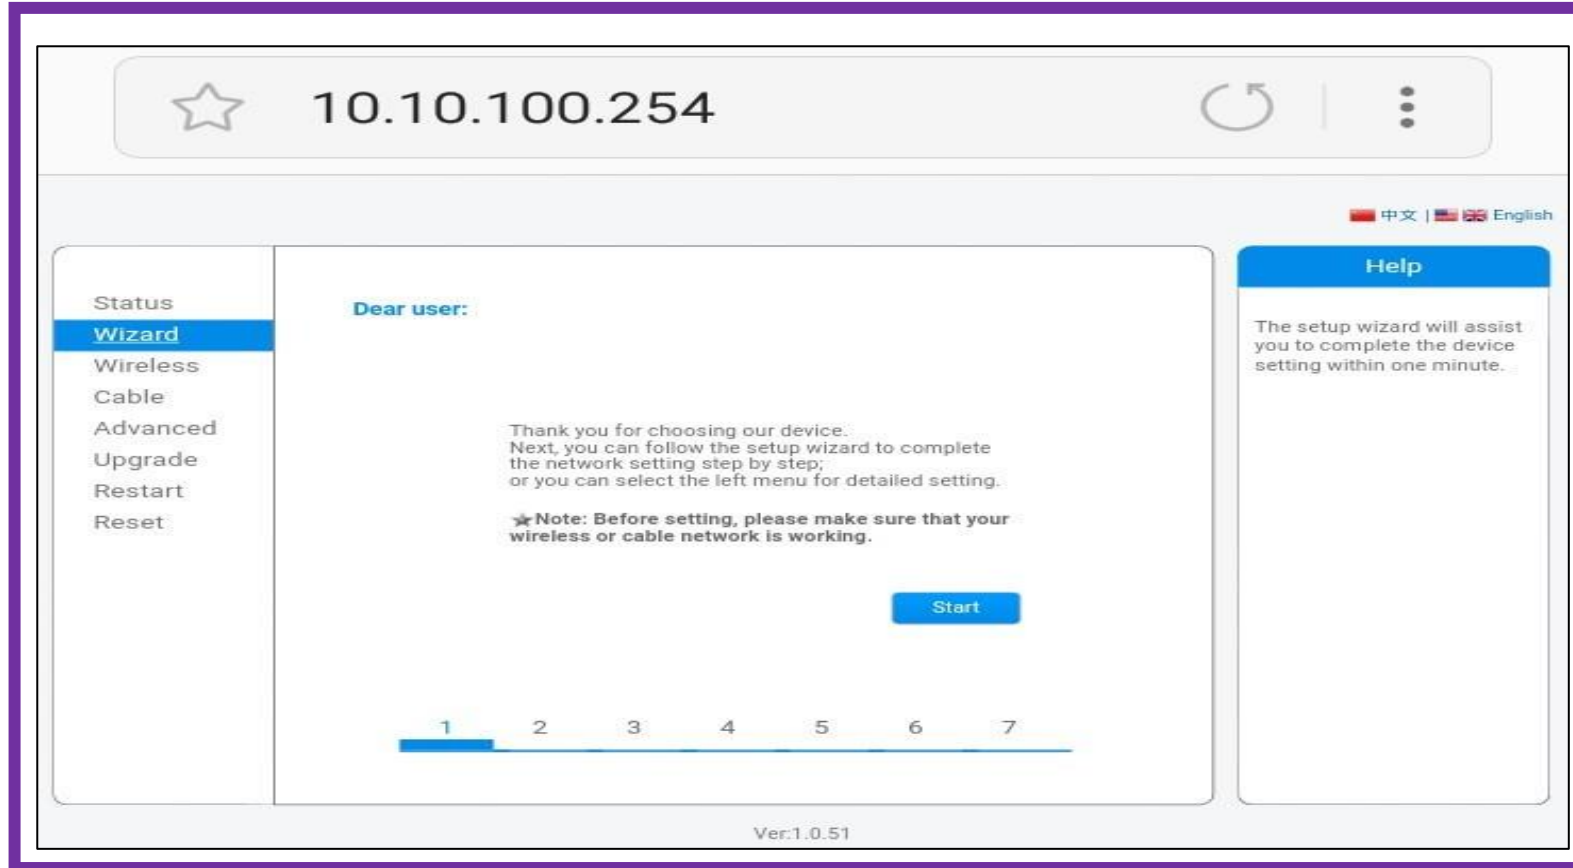 10.10.100.254
中文 | English
Status
Wizard
Wireless
Cable
Advanced
Upgrade
Restart
Reset
Dear user:
Thank you for choosing our device.
Next, you can follow the setup wizard to complete
the network setting step by step;
or you can select the left menu for detailed setting.
★Note: Before setting, please make sure that your
wireless or cable network is working.
Start
1 2 3 4 5 6 7
Help
The setup wizard will assist
you to complete the device
setting within one minute.
Ver:1.0.51